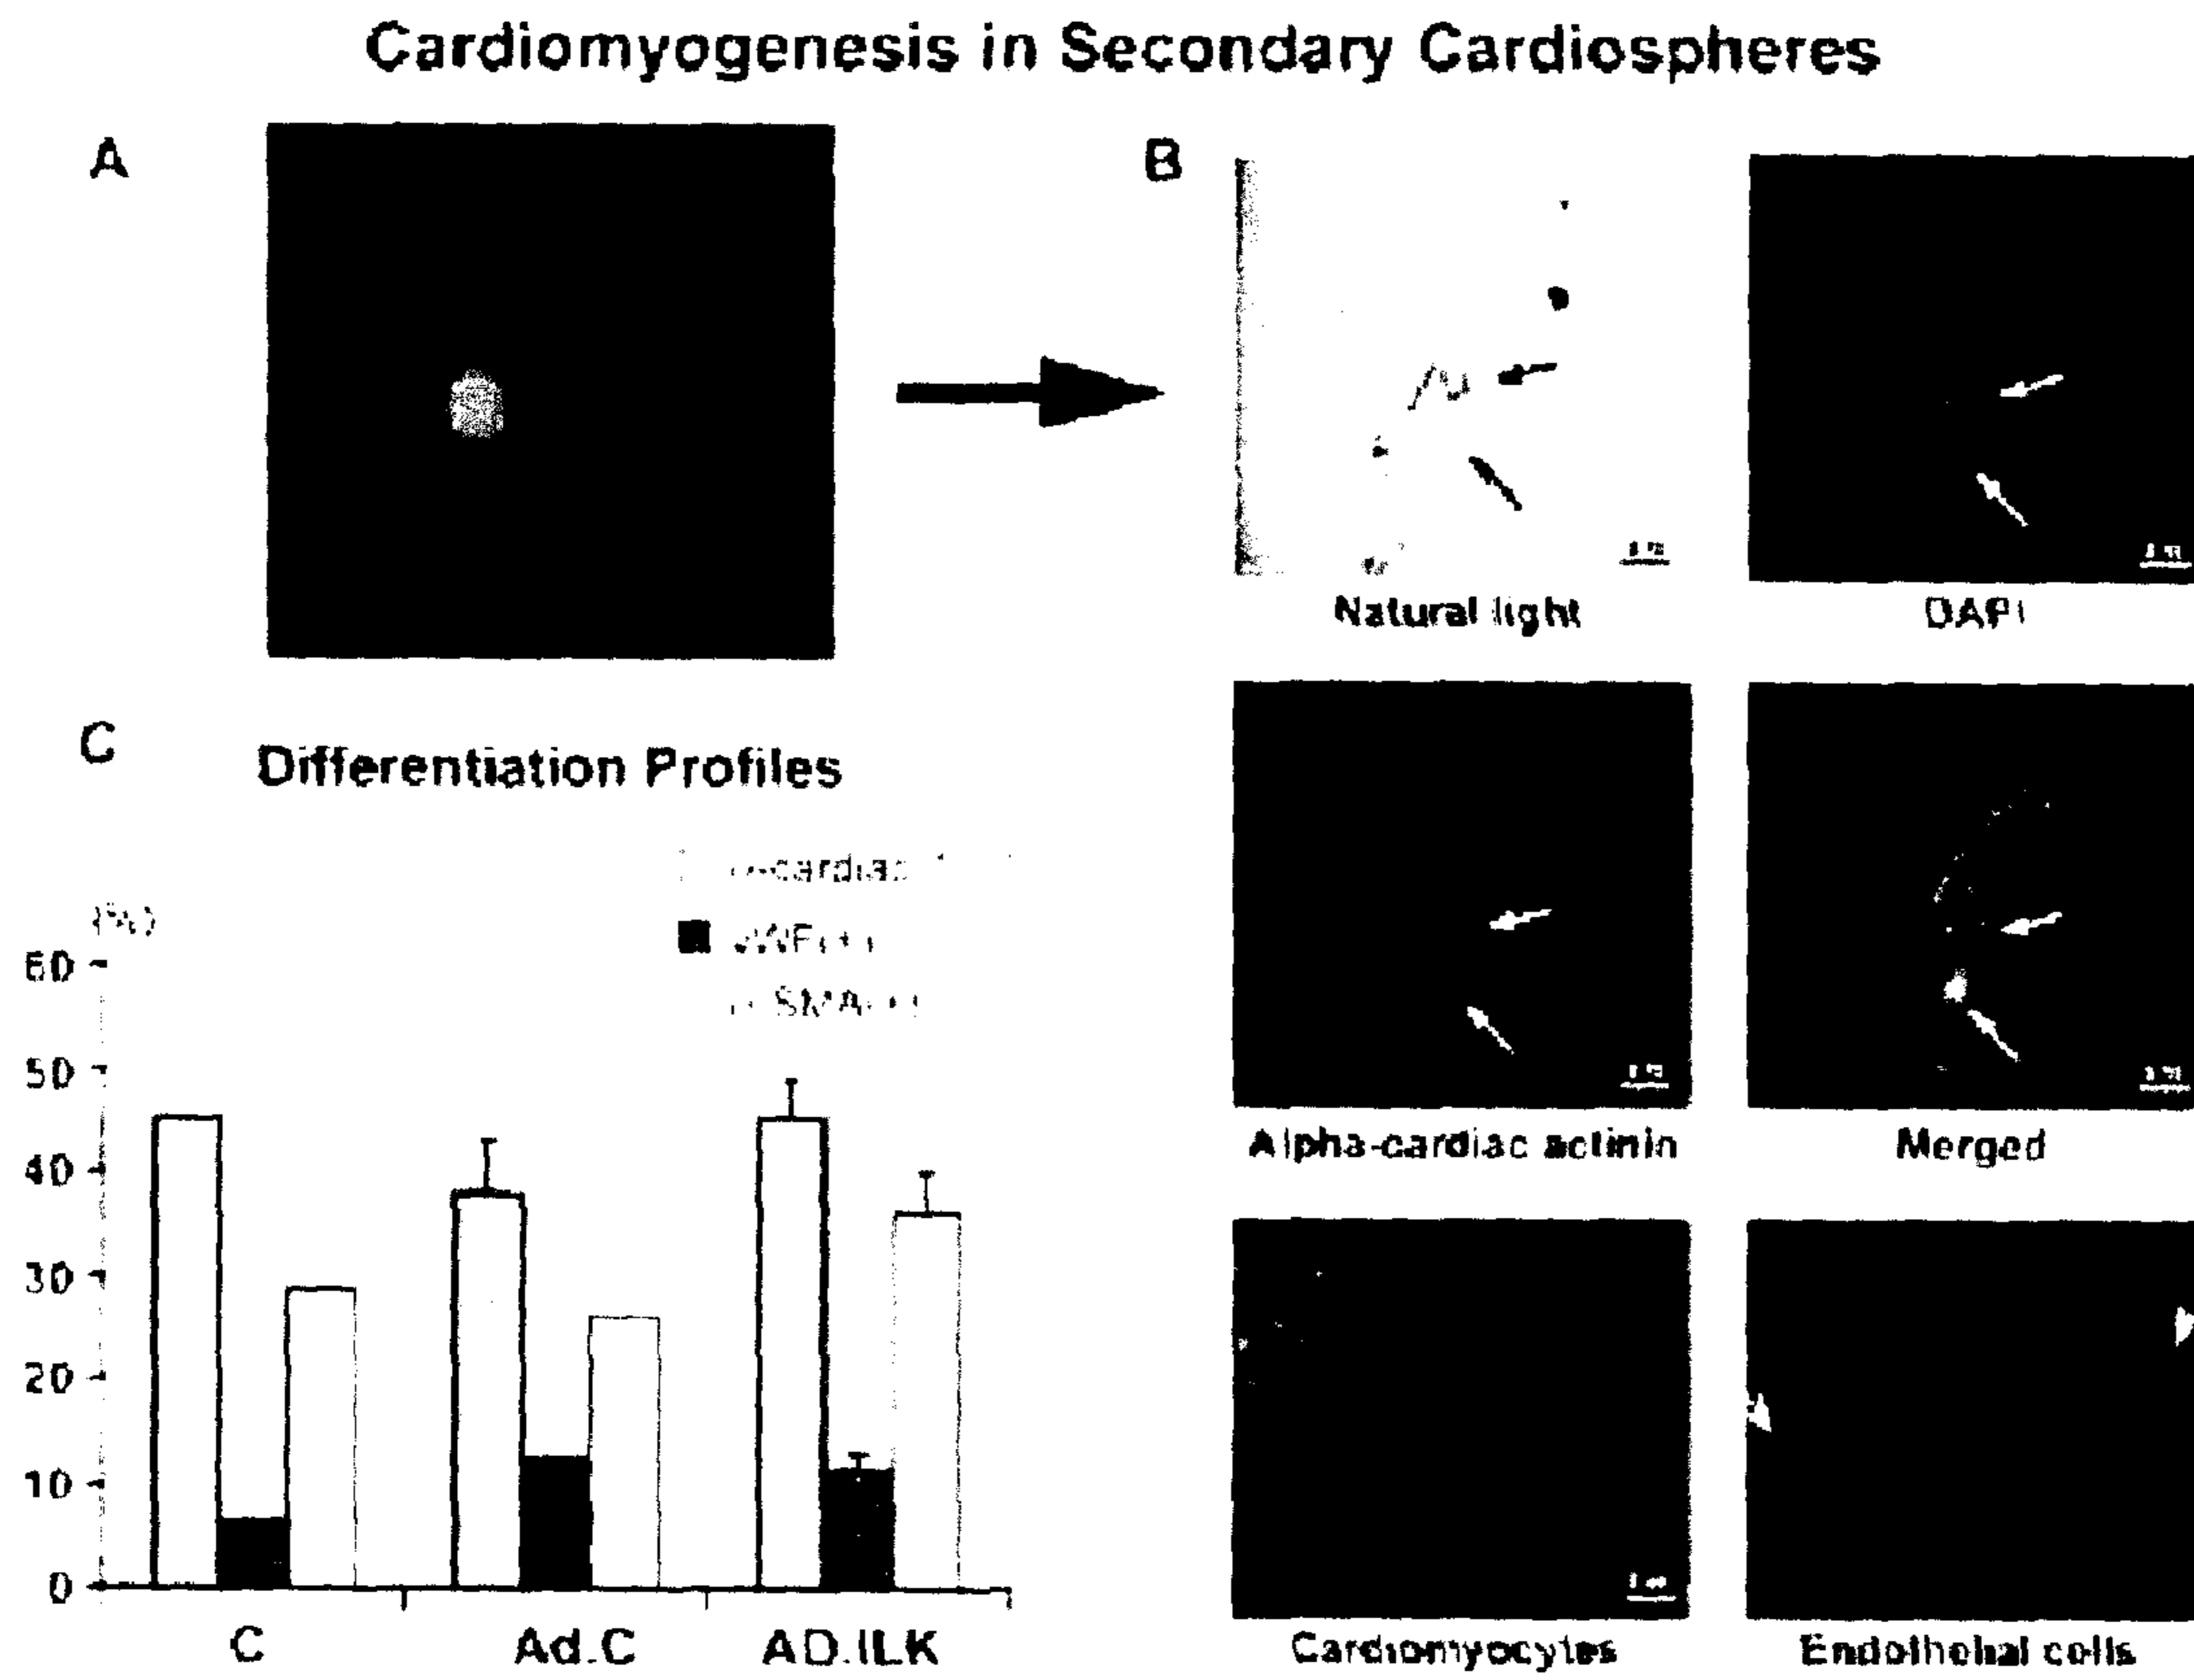 Cardiomyogenesis in Secondary Cardiospheres
A
B
Natural light
DAPI
C
Differentiation Profiles
(%)
60
50
40
30
20
10
0
C
Ad.C
AD.ILK
Alpha-cardiac actinin
Merged
Cardiomyocytes
Endothelial cells